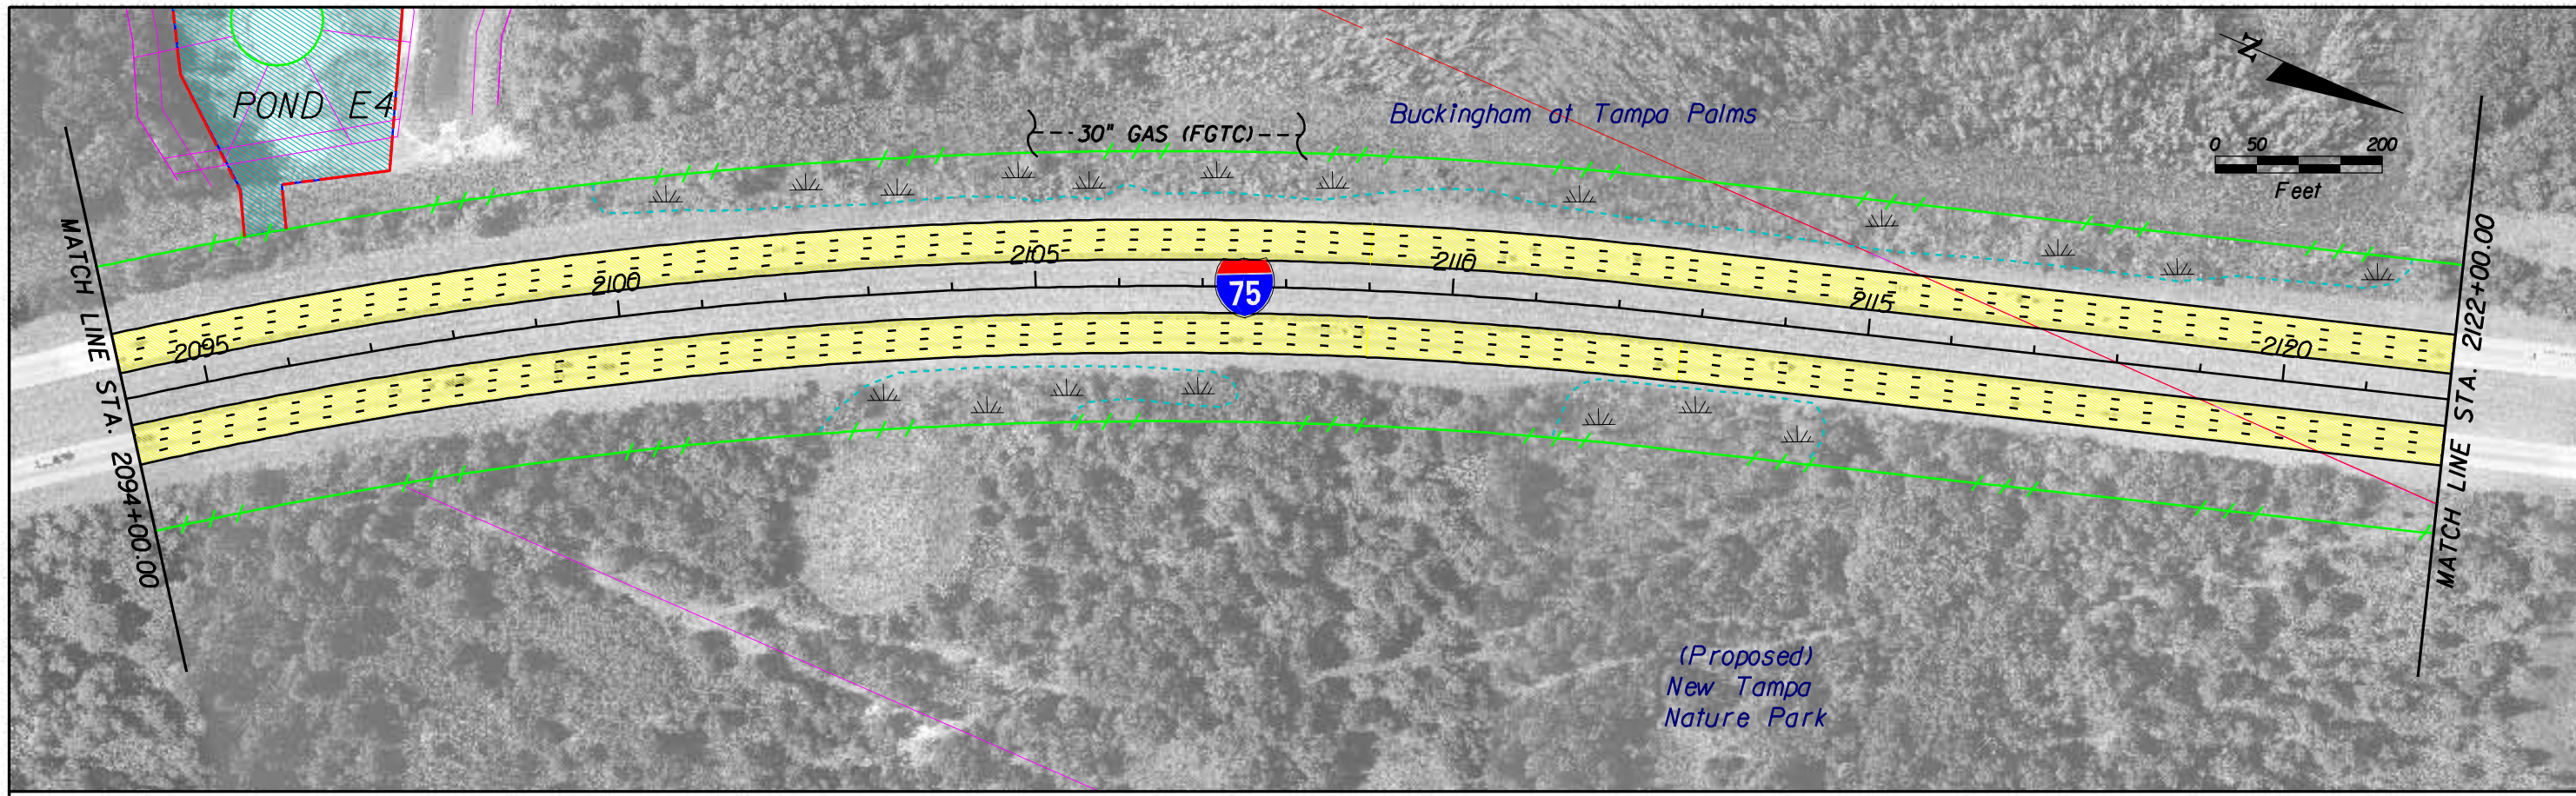 POND E4
30" GAS (FGTC)
Buckingham at Tampa Palms
N
0 50 200
Feet
MATCH LINE STA. 2094+00.00
2095
2100
2105
75
2110
2115
2120
MATCH LINE STA. 2122+00.00
(Proposed)
New Tampa
Nature Park